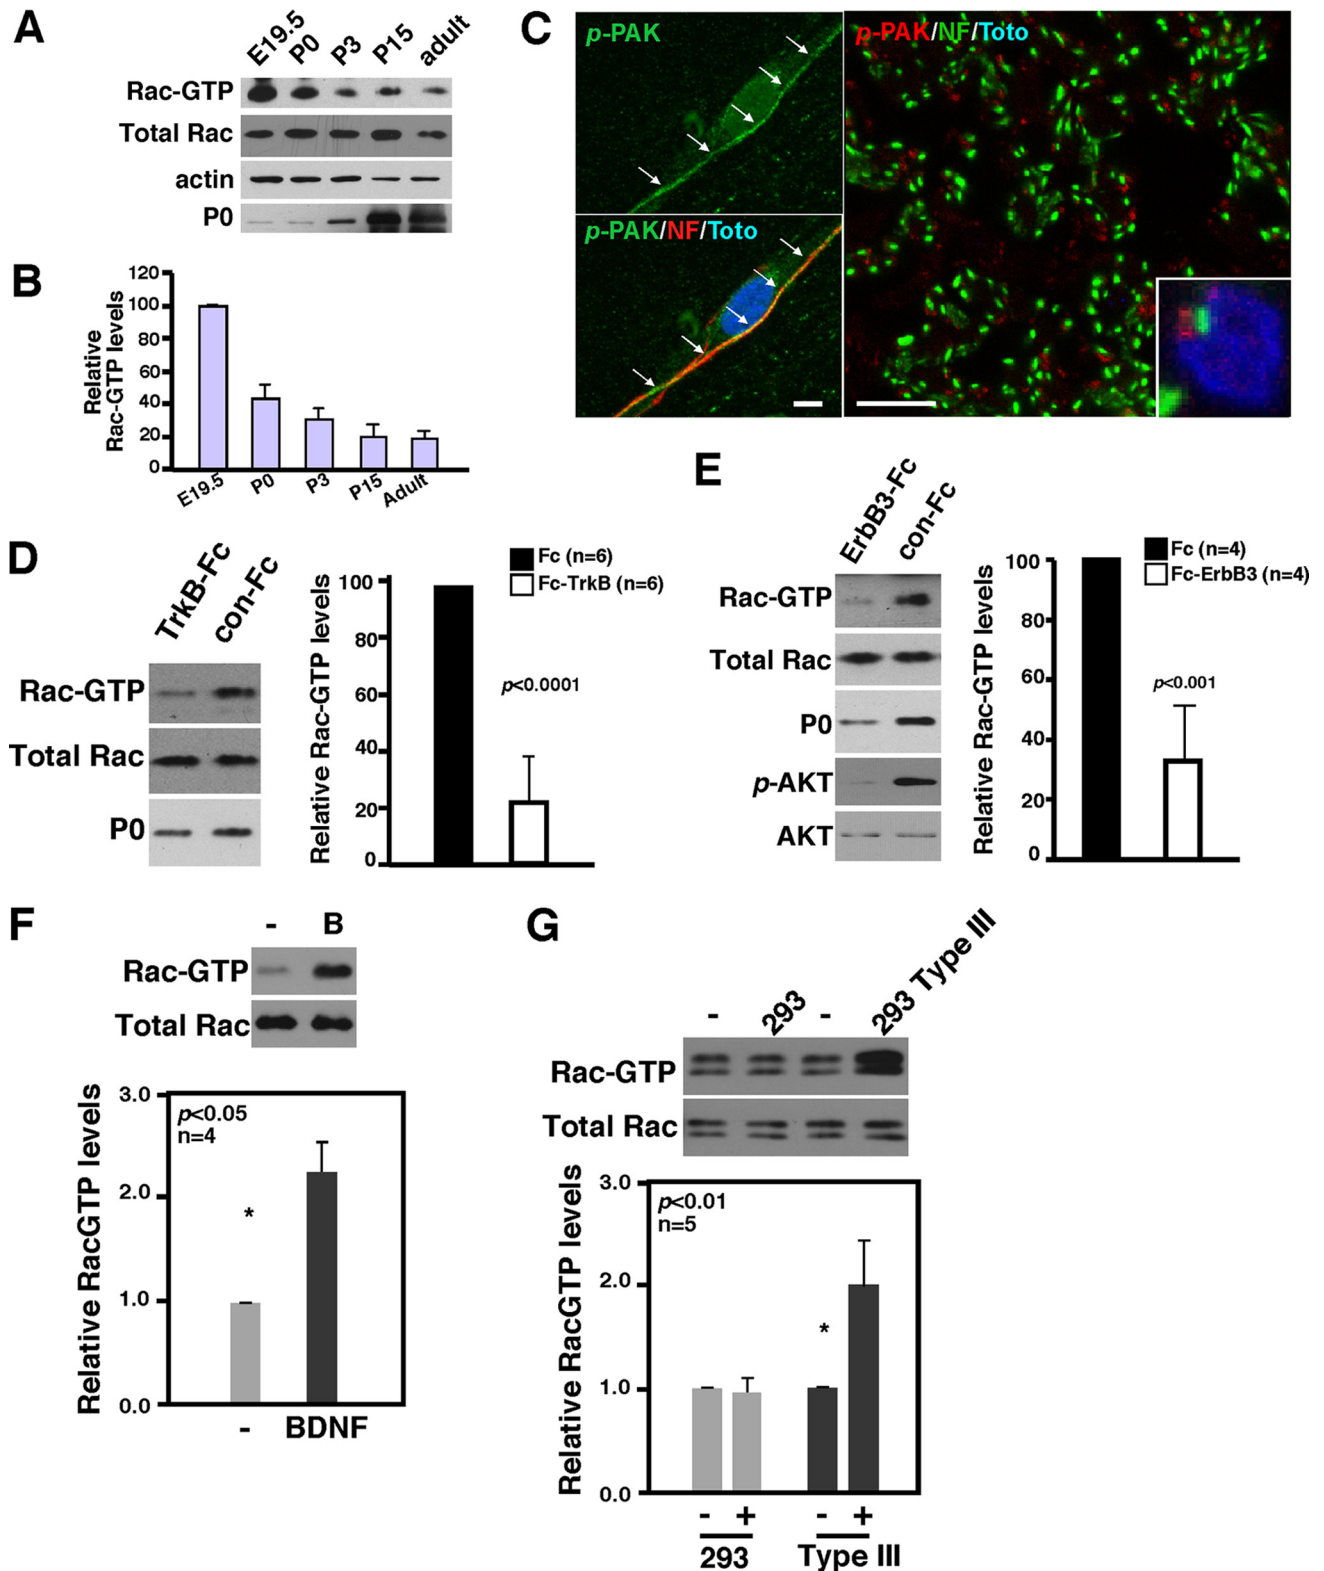 A
E19.5 P0 P3 P15 adult
Rac-GTP
Total Rac
actin
P0
B
Relative
Rac-GTP levels
120
100
80
60
40
20
0
E19.5 P0 P3 P15 Adult
C
p-PAK
p-PAK/NF/Toto
p-PAK/NF/Toto
D
TrkB-Fc con-Fc
Rac-GTP
Total Rac
P0
Relative Rac-GTP levels
100
80
60
40
20
0
Fc (n=6)
Fc-TrkB (n=6)
p<0.0001
E
ErbB3-Fc con-Fc
Rac-GTP
Total Rac
P0
p-AKT
AKT
Relative Rac-GTP levels
100
80
60
40
20
0
Fc (n=4)
Fc-ErbB3 (n=4)
p<0.001
F
- B
Rac-GTP
Total Rac
Relative RacGTP levels
3.0
2.0
1.0
0.0
p<0.05
n=4
*
- BDNF
G
- 293 - 293 Type III
Rac-GTP
Total Rac
Relative RacGTP levels
3.0
2.0
1.0
0.0
p<0.01
n=5
*
- + - +
293 Type III